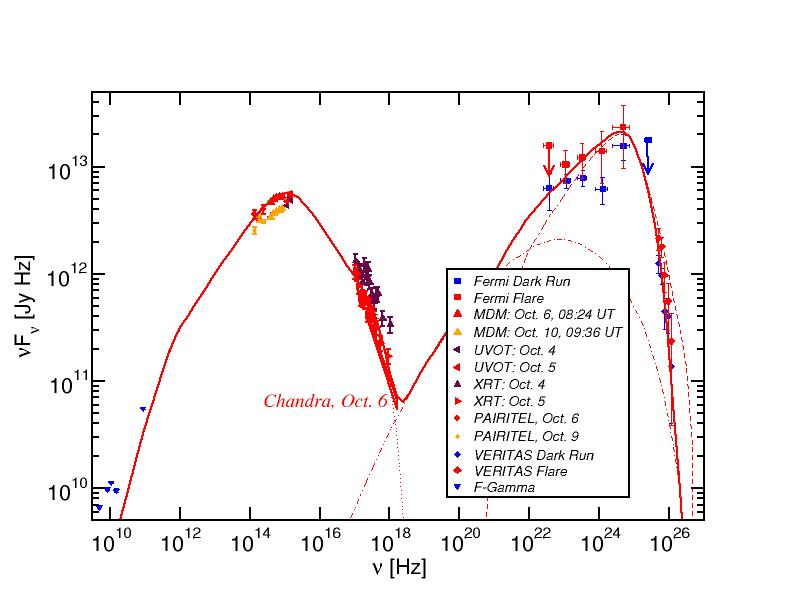 10^13
10^12
10^11
10^10
νF_ν [Jy Hz]
Chandra, Oct. 6
Fermi Dark Run
Fermi Flare
MDM: Oct. 6, 08:24 UT
MDM: Oct. 10, 09:36 UT
UVOT: Oct. 4
UVOT: Oct. 5
XRT: Oct. 4
XRT: Oct. 5
PAIRITEL, Oct. 6
PAIRITEL, Oct. 9
VERITAS Dark Run
VERITAS Flare
F-Gamma
10^10 10^12 10^14 10^16 10^18 10^20 10^22 10^24 10^26
ν [Hz]